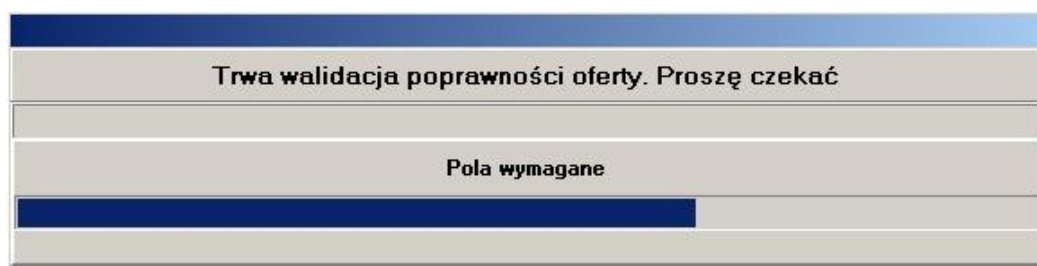 Trwa walidacja poprawności oferty. Proszę czekać
Pola wymagane